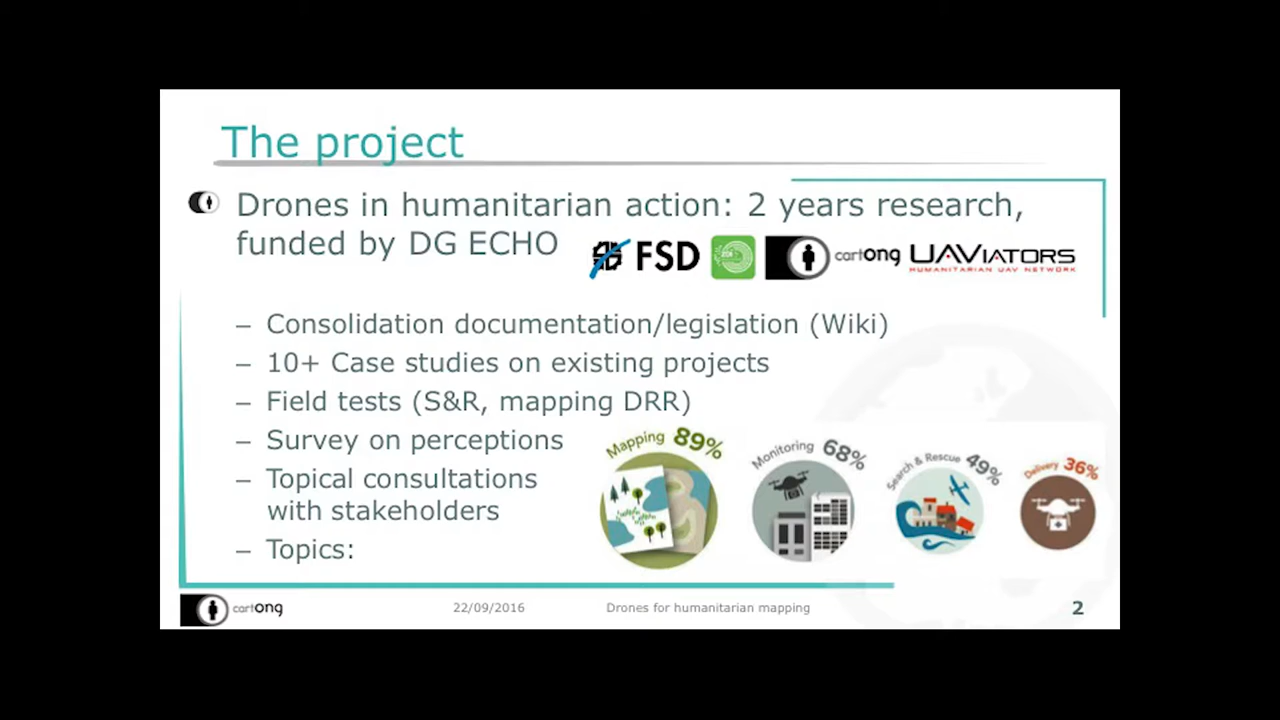 The project
Drones in humanitarian action: 2 years research,
funded by DG ECHO
FSD
cartong
UAViators
HUMANITARIAN UAV NETWORK
– Consolidation documentation/legislation (Wiki)
– 10+ Case studies on existing projects
– Field tests (S&R, mapping DRR)
– Survey on perceptions
– Topical consultations
with stakeholders
– Topics:
Mapping 89%
Monitoring 68%
Search & Rescue 49%
Delivery 36%
cartong
22/09/2016
Drones for humanitarian mapping
2